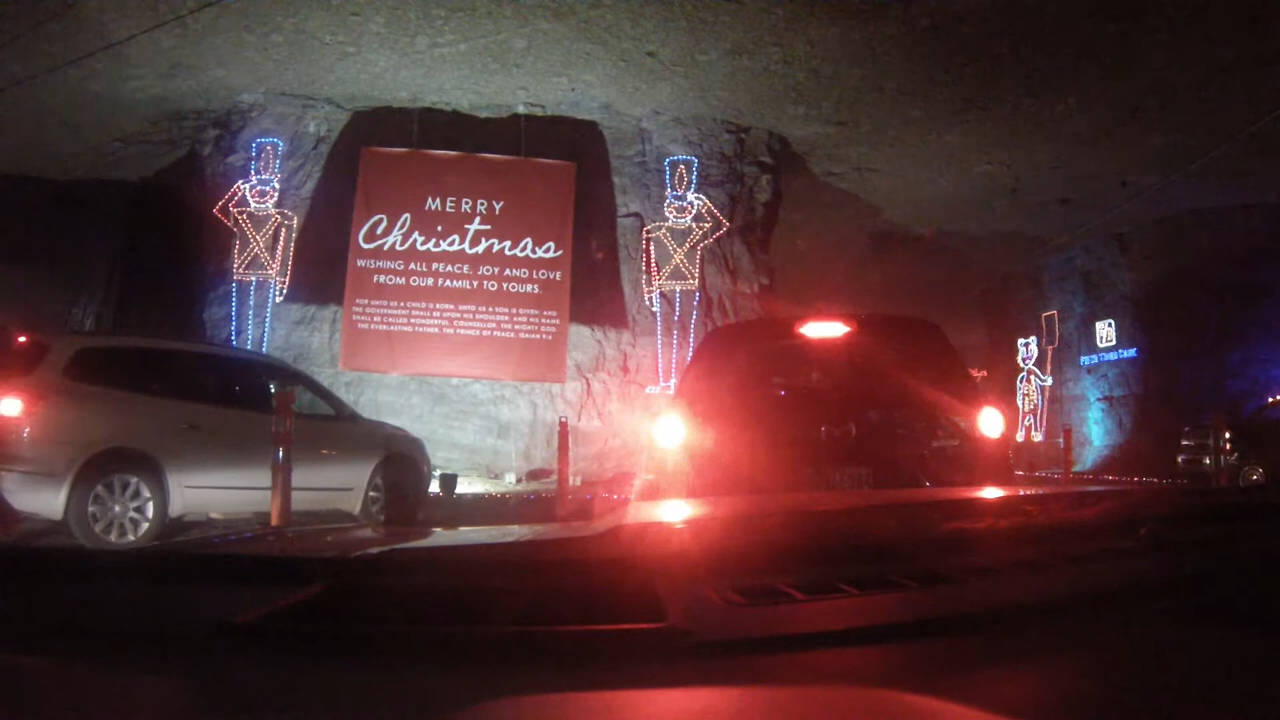 MERRY
Christmas
WISHING ALL PEACE, JOY AND LOVE
FROM OUR FAMILY TO YOURS.
FOR UNTO US A CHILD IS BORN, UNTO US A SON IS GIVEN: AND
THE GOVERNMENT SHALL BE UPON HIS SHOULDER: AND HIS NAME
SHALL BE CALLED WONDERFUL, COUNSELLOR, THE MIGHTY GOD,
THE EVERLASTING FATHER, THE PRINCE OF PEACE. ISAIAH 9:6